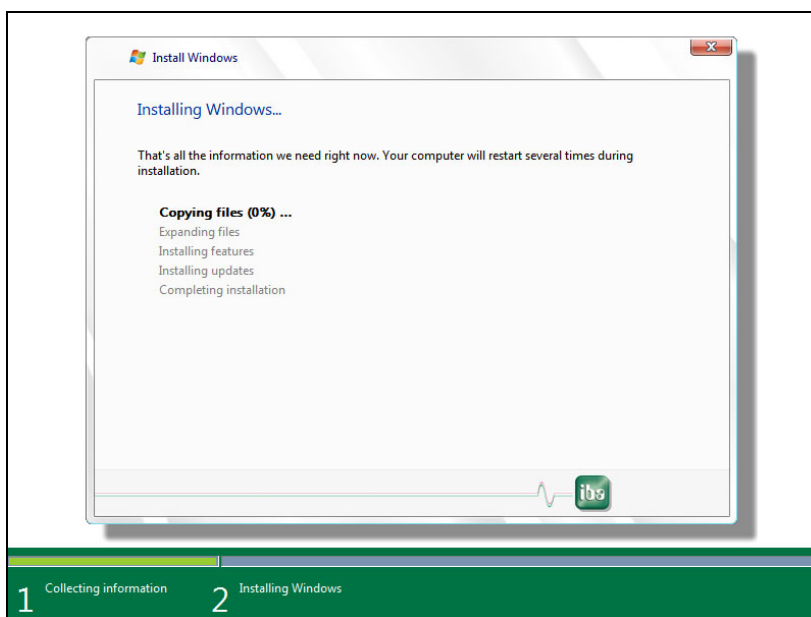 Install Windows
X
Installing Windows...
That's all the information we need right now. Your computer will restart several times during
installation.
Copying files (0%) ...
Expanding files
Installing features
Installing updates
Completing installation
iba
1 Collecting information 2 Installing Windows